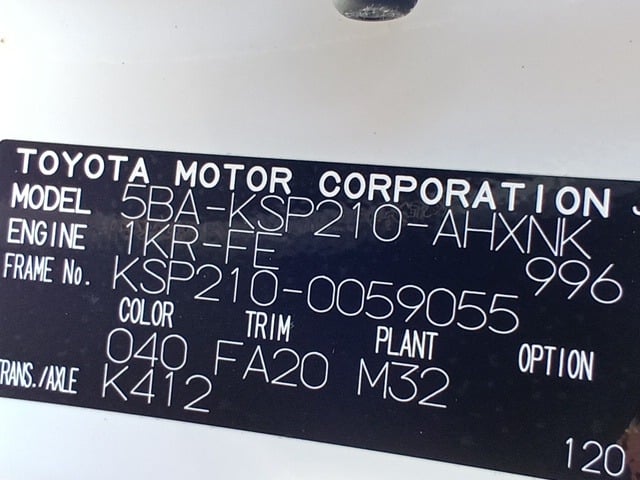 TOYOTA MOTOR CORPORATION J
MODEL 5BA-KSP210-AHXNK
ENGINE 1KR-FE 996
FRAME No. KSP210-0059055
COLOR TRIM PLANT OPTION
040 FA20 M32
TRANS./AXLE K412
120